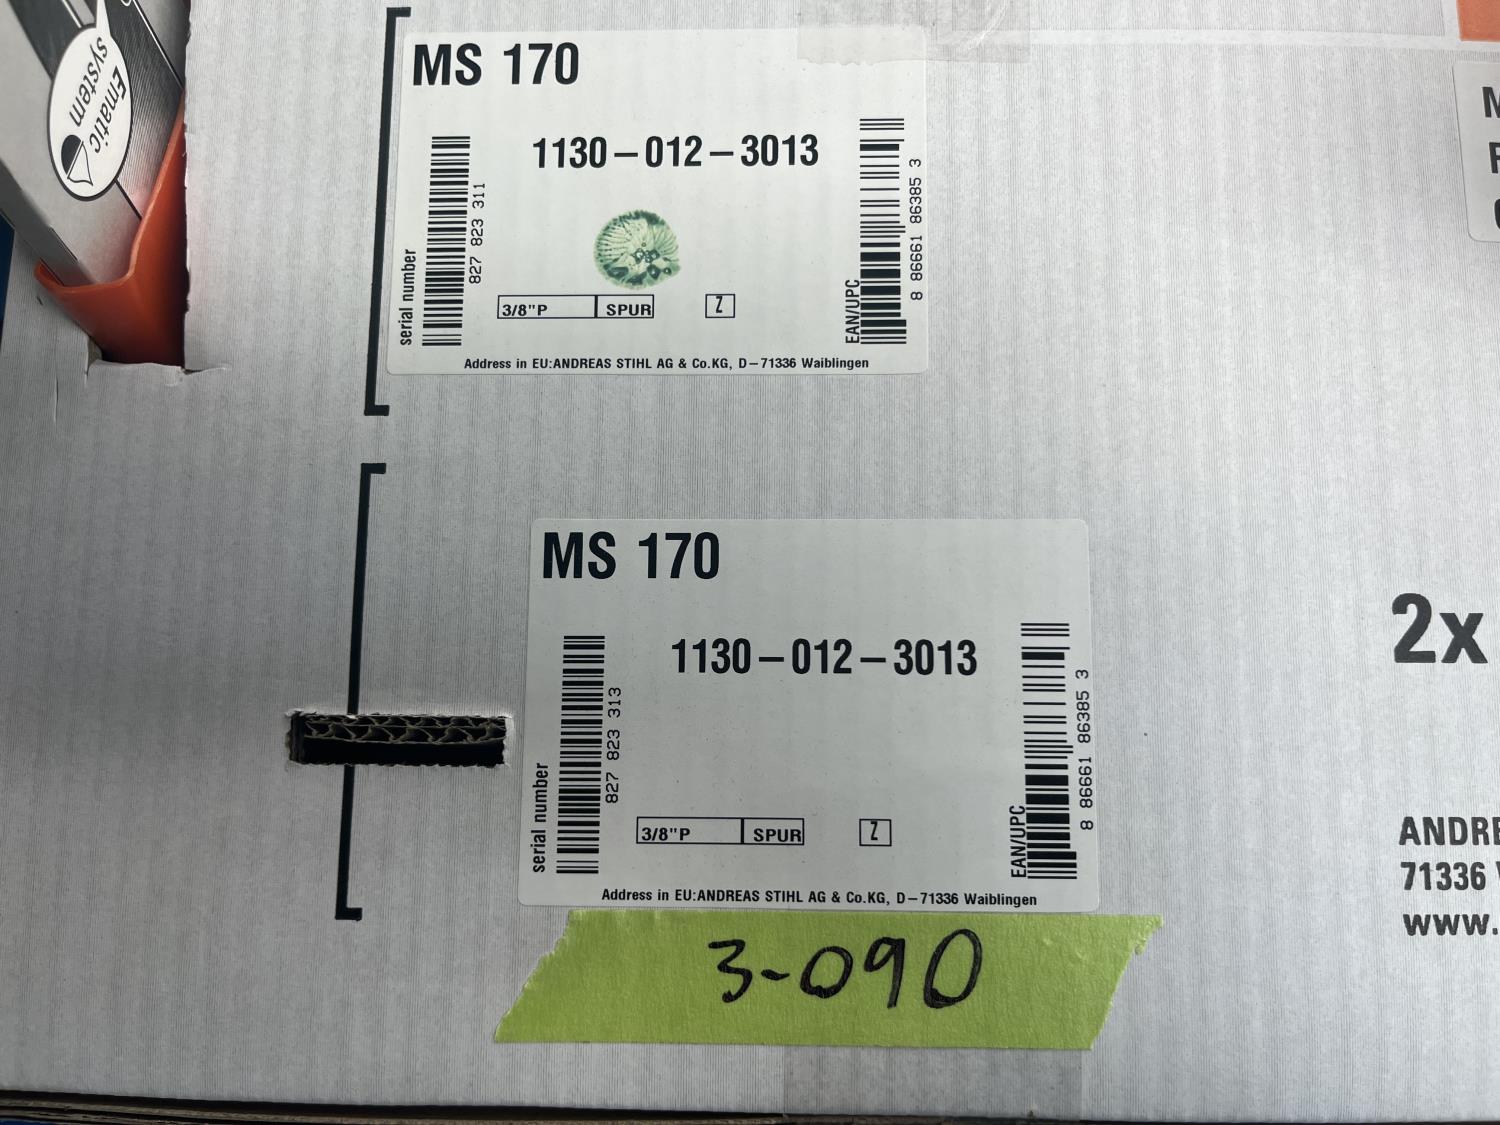 Ematic
system
MS 170
1130-012-3013
serial number
827 823 311
3/8"P SPUR Z
EAN/UPC
8 86661 86385 3
Address in EU:ANDREAS STIHL AG & Co.KG, D-71336 Waiblingen
MS 170
1130-012-3013
serial number
827 823 313
3/8"P SPUR Z
EAN/UPC
8 86661 86385 3
Address in EU:ANDREAS STIHL AG & Co.KG, D-71336 Waiblingen
3-090
2x
71336
www.